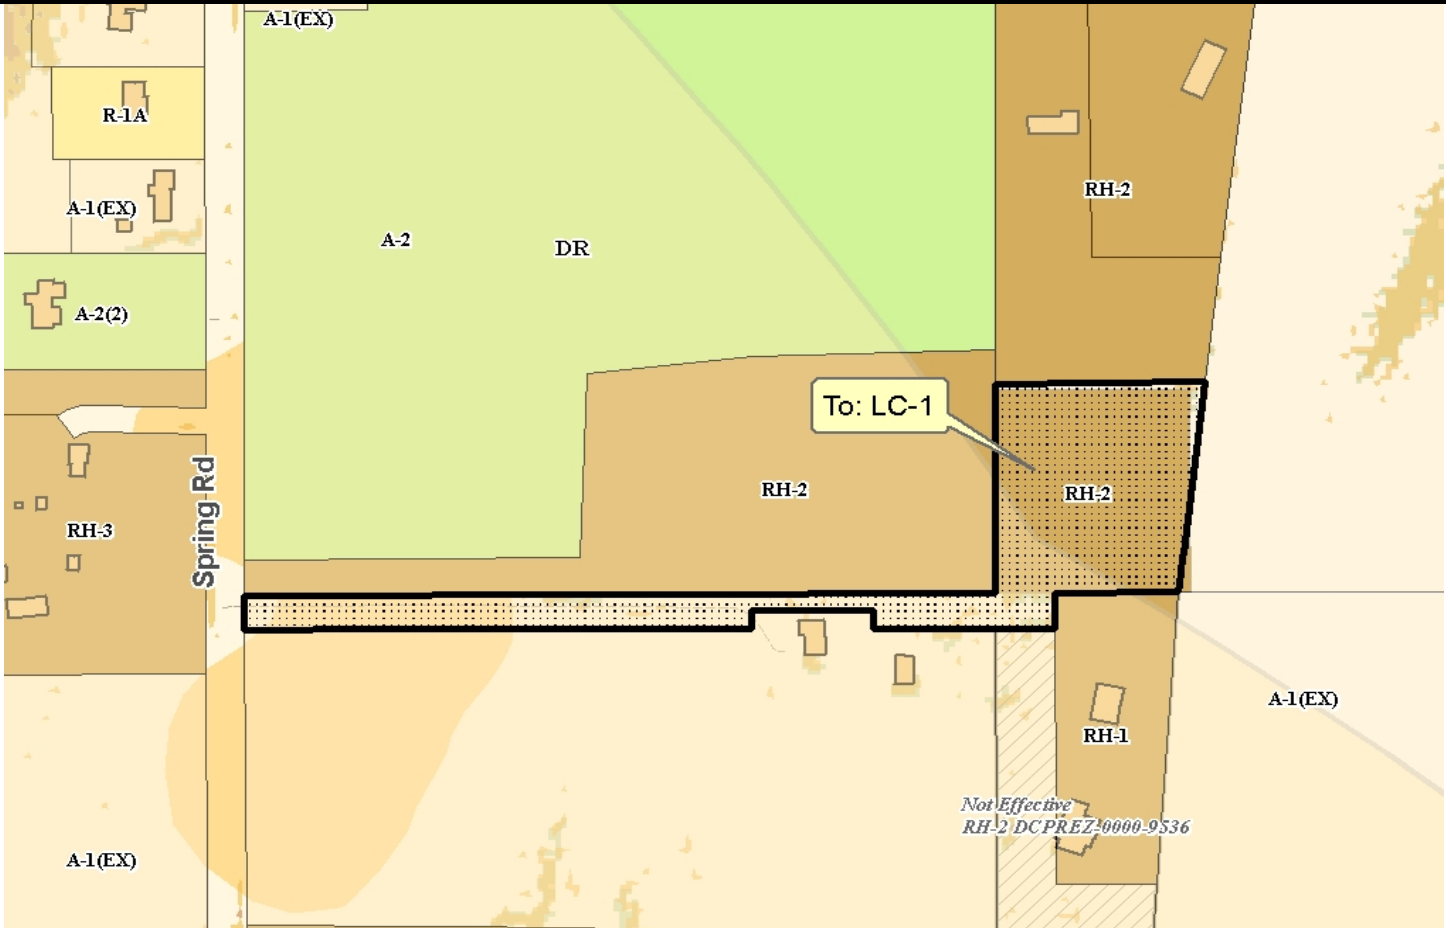 A-1(EX)
R-1A
RH-2
A-1(EX)
A-2
DR
A-2(2)
To: LC-1
RH-2
RH-2
RH-3
Spring Rd
A-1(EX)
RH-1
Not Effective
RH-2 DCPREZ-0000-9536
A-1(EX)